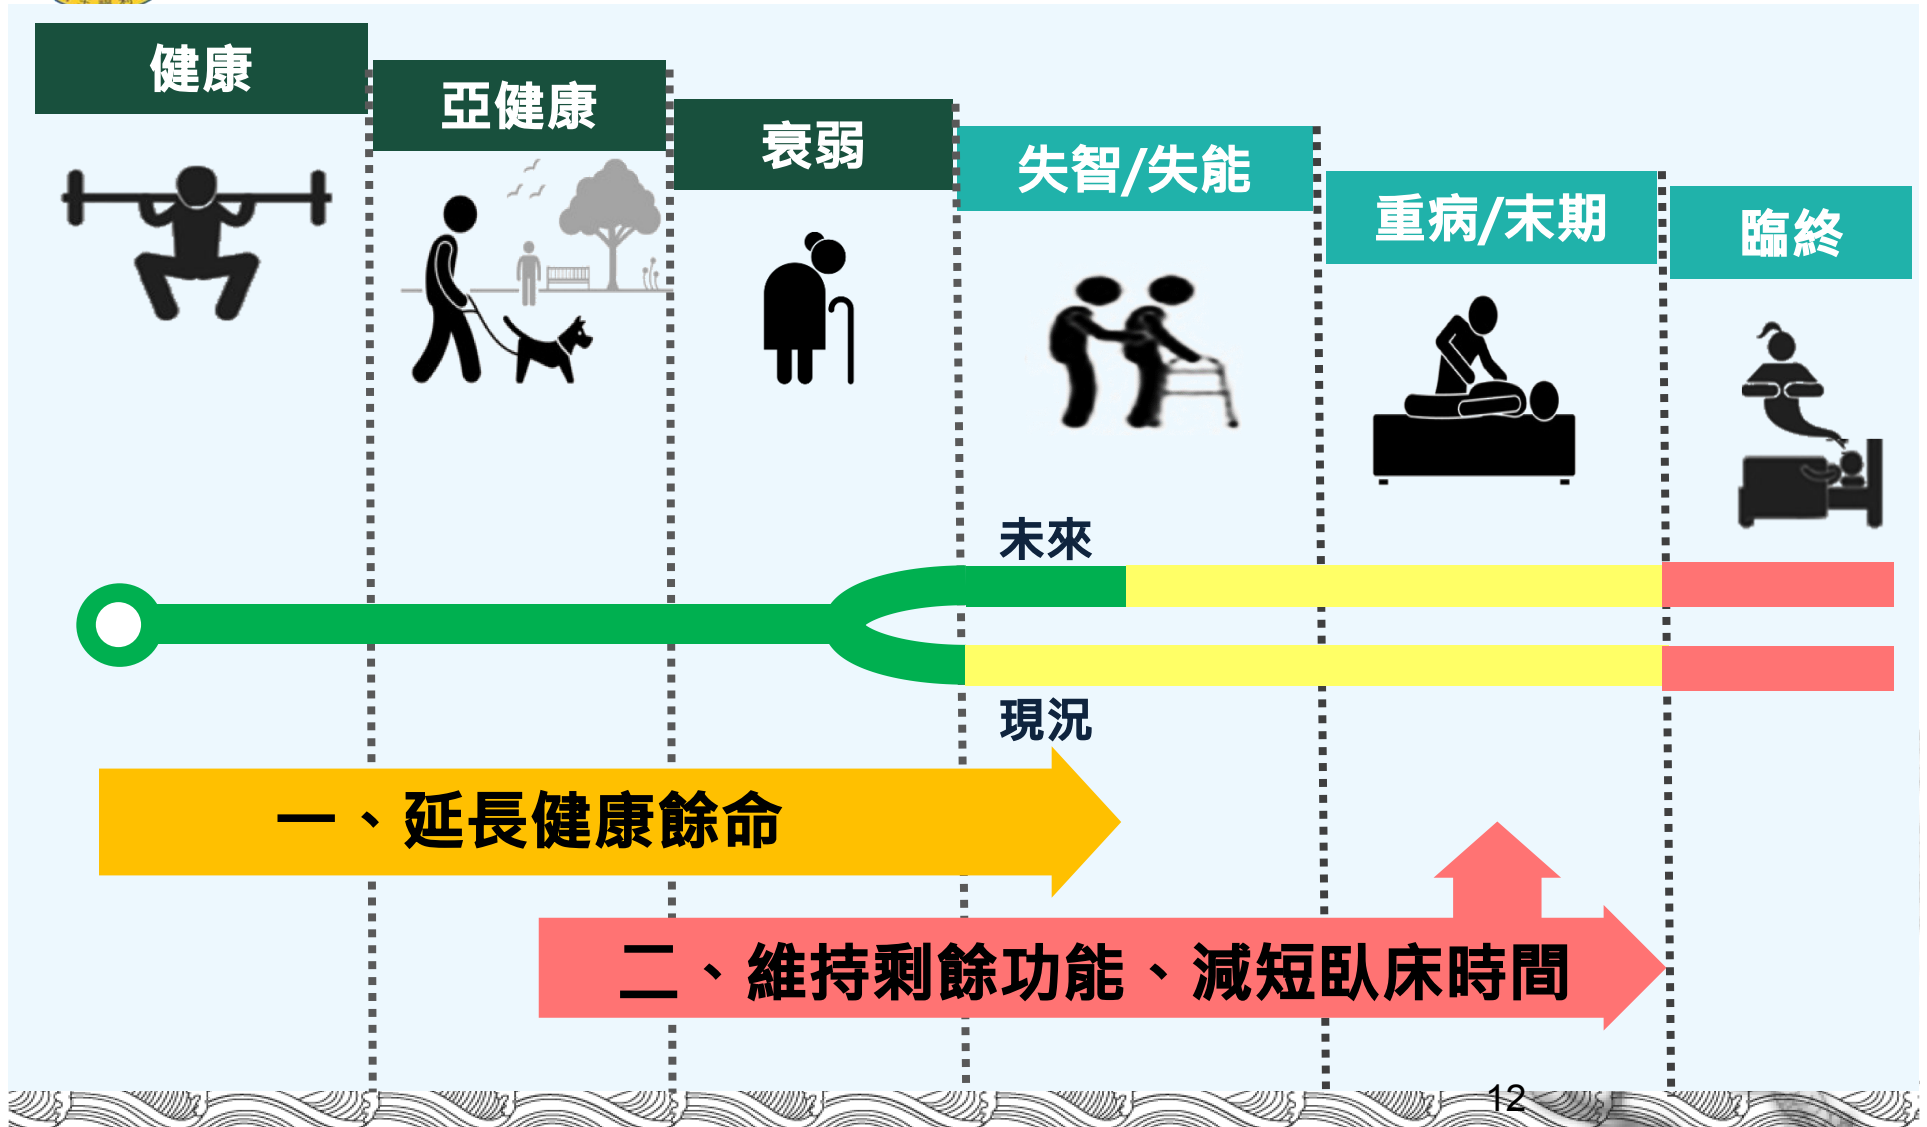 健康
亞健康
衰弱
失智/失能
重病/末期
臨終
未來
現況
一、延長健康餘命
二、維持剩餘功能、減短臥床時間
12